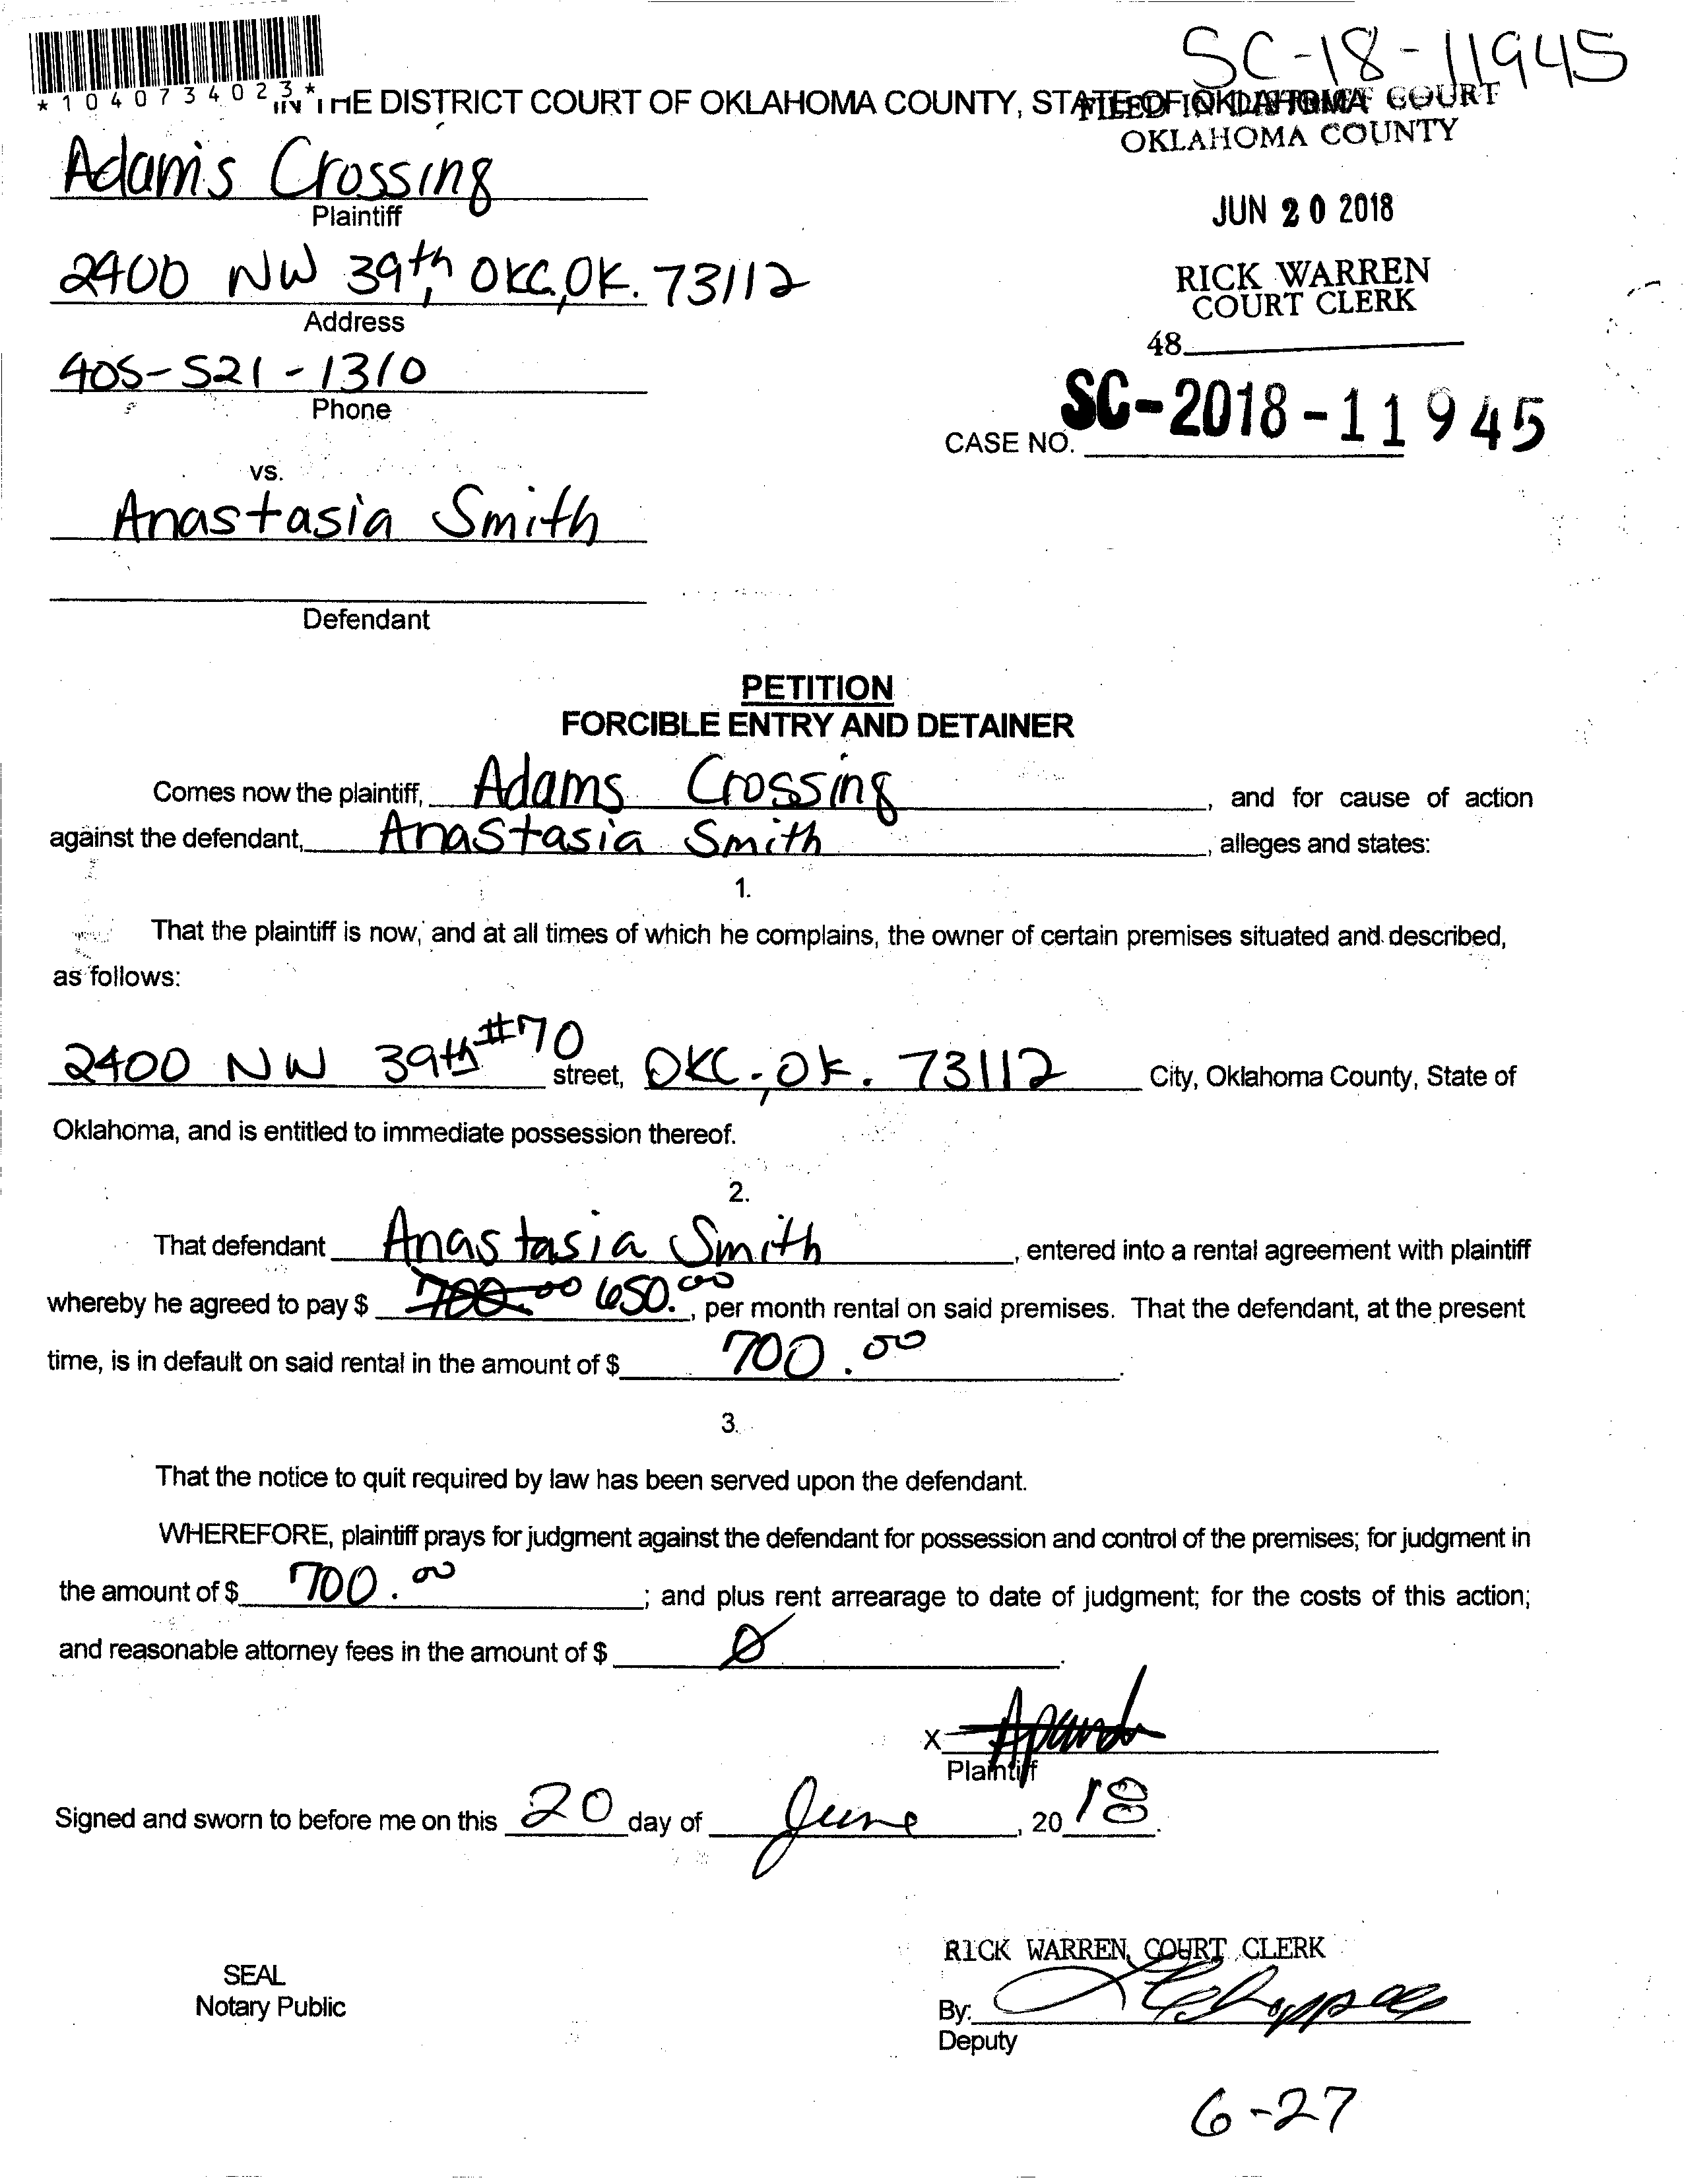 SC-18-11945
*1040734023*
IN THE DISTRICT COURT OF OKLAHOMA COUNTY, STATE OF OKLAHOMA
FILED IN DISTRICT COURT
OKLAHOMA COUNTY
Adams Crossing
Plaintiff
JUN 20 2018
2400 NW 39th, OKC, OK. 73112
Address
RICK WARREN
COURT CLERK
48
405-521-1310
Phone
CASE NO. SC-2018-11945
vs.
Anastasia Smith
Defendant
PETITION
FORCIBLE ENTRY AND DETAINER
Comes now the plaintiff, Adams Crossing, and for cause of action
against the defendant, Anastasia Smith, alleges and states:
1.
That the plaintiff is now, and at all times of which he complains, the owner of certain premises situated and described,
as follows:
2400 NW 39th #70 street, OKC, OK. 73112 City, Oklahoma County, State of
Oklahoma, and is entitled to immediate possession thereof.
2.
That defendant Anastasia Smith, entered into a rental agreement with plaintiff
whereby he agreed to pay $ 700.00 650.00, per month rental on said premises. That the defendant, at the present
time, is in default on said rental in the amount of $ 700.00.
3.
That the notice to quit required by law has been served upon the defendant.
WHEREFORE, plaintiff prays for judgment against the defendant for possession and control of the premises; for judgment in
the amount of $ 700.00; and plus rent arrearage to date of judgment; for the costs of this action;
and reasonable attorney fees in the amount of $ Ø.
X
Plaintiff
Signed and sworn to before me on this 20 day of June, 2018.
RICK WARREN, COURT CLERK
SEAL
Notary Public
By:
Deputy
6-27